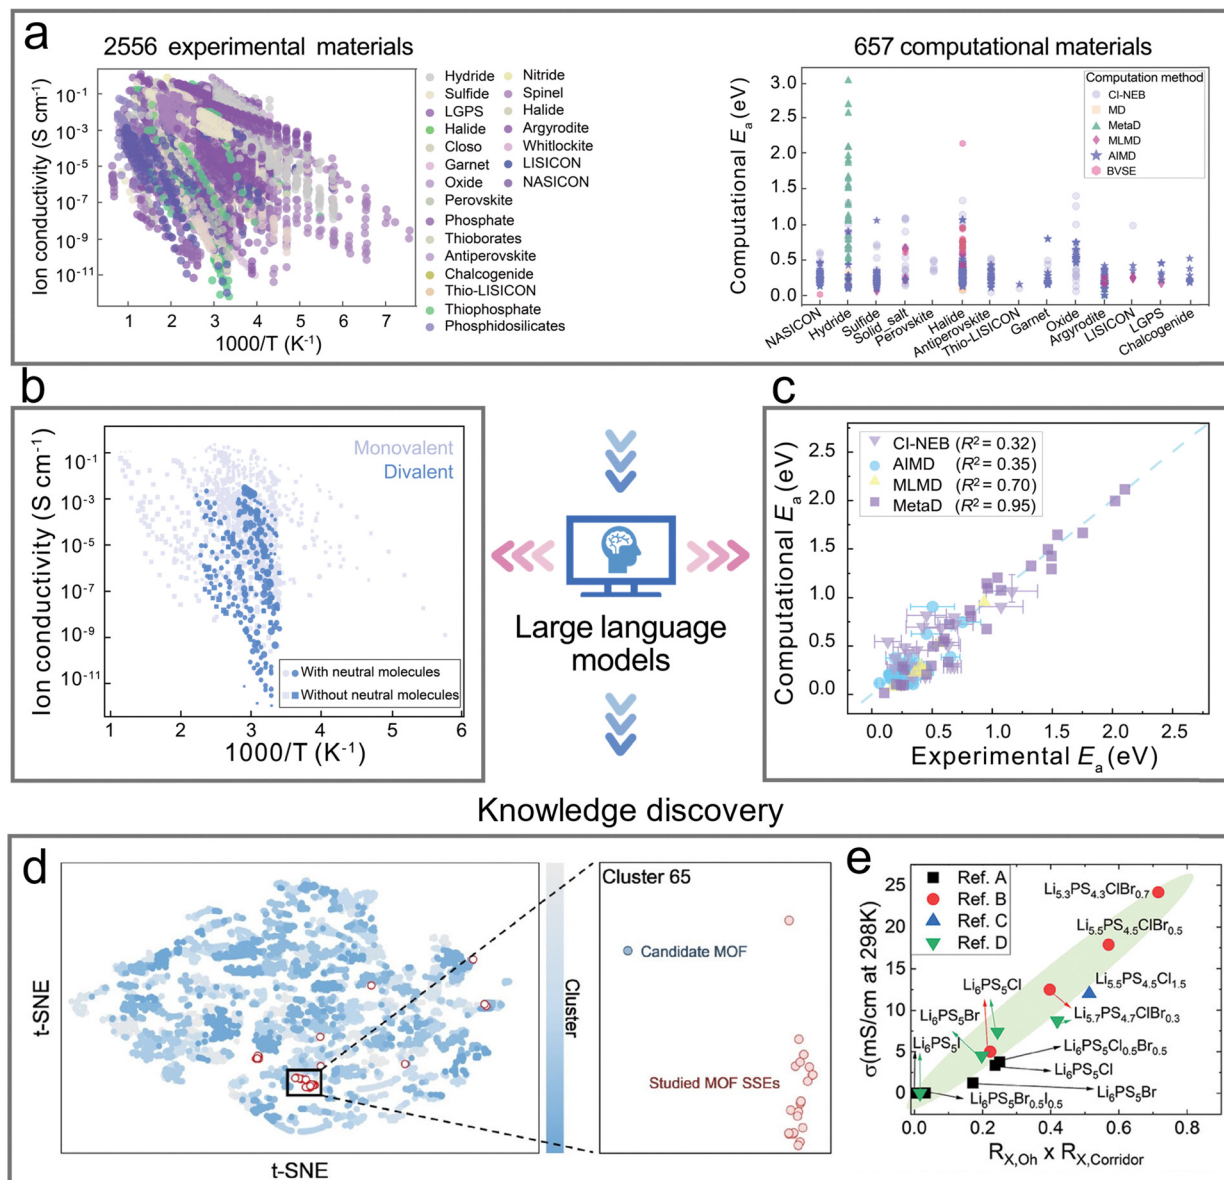 a
2556 experimental materials
Ion conductivity (S cm⁻¹)
10⁻¹
10⁻³
10⁻⁵
10⁻⁷
10⁻⁹
10⁻¹¹
1 2 3 4 5 6 7
1000/T (K⁻¹)
Hydride
Sulfide
LGPS
Halide
Closo
Garnet
Oxide
Perovskite
Phosphate
Thioborates
Antiperovskite
Chalcogenide
Thio-LISICON
Thiophosphate
Phosphidosilicates
Nitride
Spinel
Halide
Argyrodite
Whitlockite
LISICON
NASICON
657 computational materials
Computational Eₐ (eV)
3.0
2.5
2.0
1.5
1.0
0.5
0.0
Computation method
CI-NEB
MD
MetaD
MLMD
AIMD
BVSE
NASICON
Hydride
Sulfide
Solid_salt
Perovskite
Halide
Antiperovskite
Thio-LISICON
Garnet
Oxide
Argyrodite
LISICON
LGPS
Chalcogenide
b
Ion conductivity (S cm⁻¹)
10⁻¹
10⁻³
10⁻⁵
10⁻⁷
10⁻⁹
10⁻¹¹
Monovalent
Divalent
With neutral molecules
Without neutral molecules
1 2 3 4 5 6
1000/T (K⁻¹)
Large language
models
c
Computational Eₐ (eV)
2.5
2.0
1.5
1.0
0.5
0.0
CI-NEB (R² = 0.32)
AIMD (R² = 0.35)
MLMD (R² = 0.70)
MetaD (R² = 0.95)
0.0 0.5 1.0 1.5 2.0 2.5
Experimental Eₐ (eV)
Knowledge discovery
d
t-SNE
t-SNE
Cluster
Cluster 65
Candidate MOF
Studied MOF SSEs
e
σ(mS/cm at 298K)
25
20
15
10
5
0
Ref. A
Ref. B
Ref. C
Ref. D
Li₅.₃PS₄.₃ClBr₀.₇
Li₅.₅PS₄.₅ClBr₀.₅
Li₅.₅PS₄.₅Cl₁.₅
Li₆PS₅Cl
Li₅.₇PS₄.₇ClBr₀.₃
Li₆PS₅Br
Li₆PS₅I
Li₆PS₅Cl₀.₅Br₀.₅
Li₆PS₅Cl
Li₆PS₅Br
Li₆PS₅Br₀.₅I₀.₅
0.0 0.2 0.4 0.6 0.8
R_X,Oh x R_X,Corridor